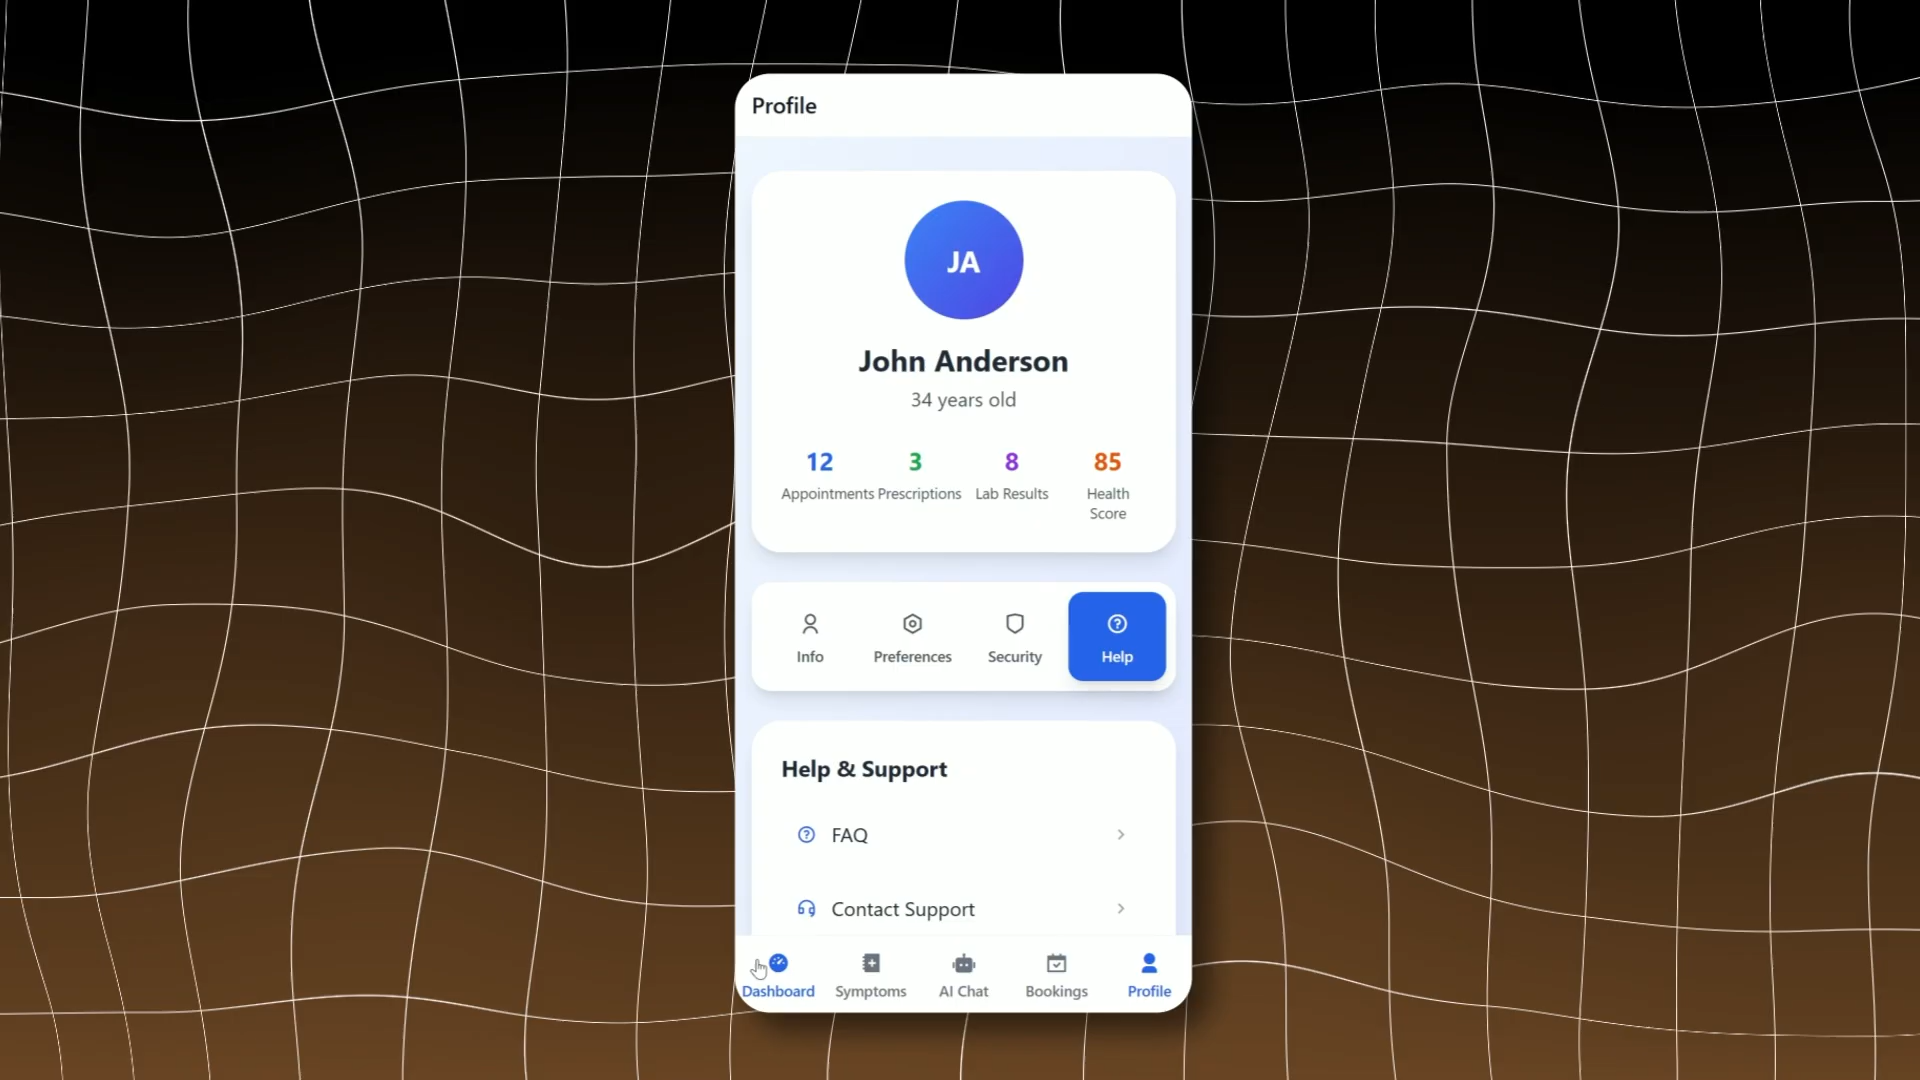 Profile
JA
John Anderson
34 years old
12 3 8 85
Appointments Prescriptions Lab Results Health
Score
Info Preferences Security Help
Help & Support
FAQ
Contact Support
Dashboard Symptoms AI Chat Bookings Profile